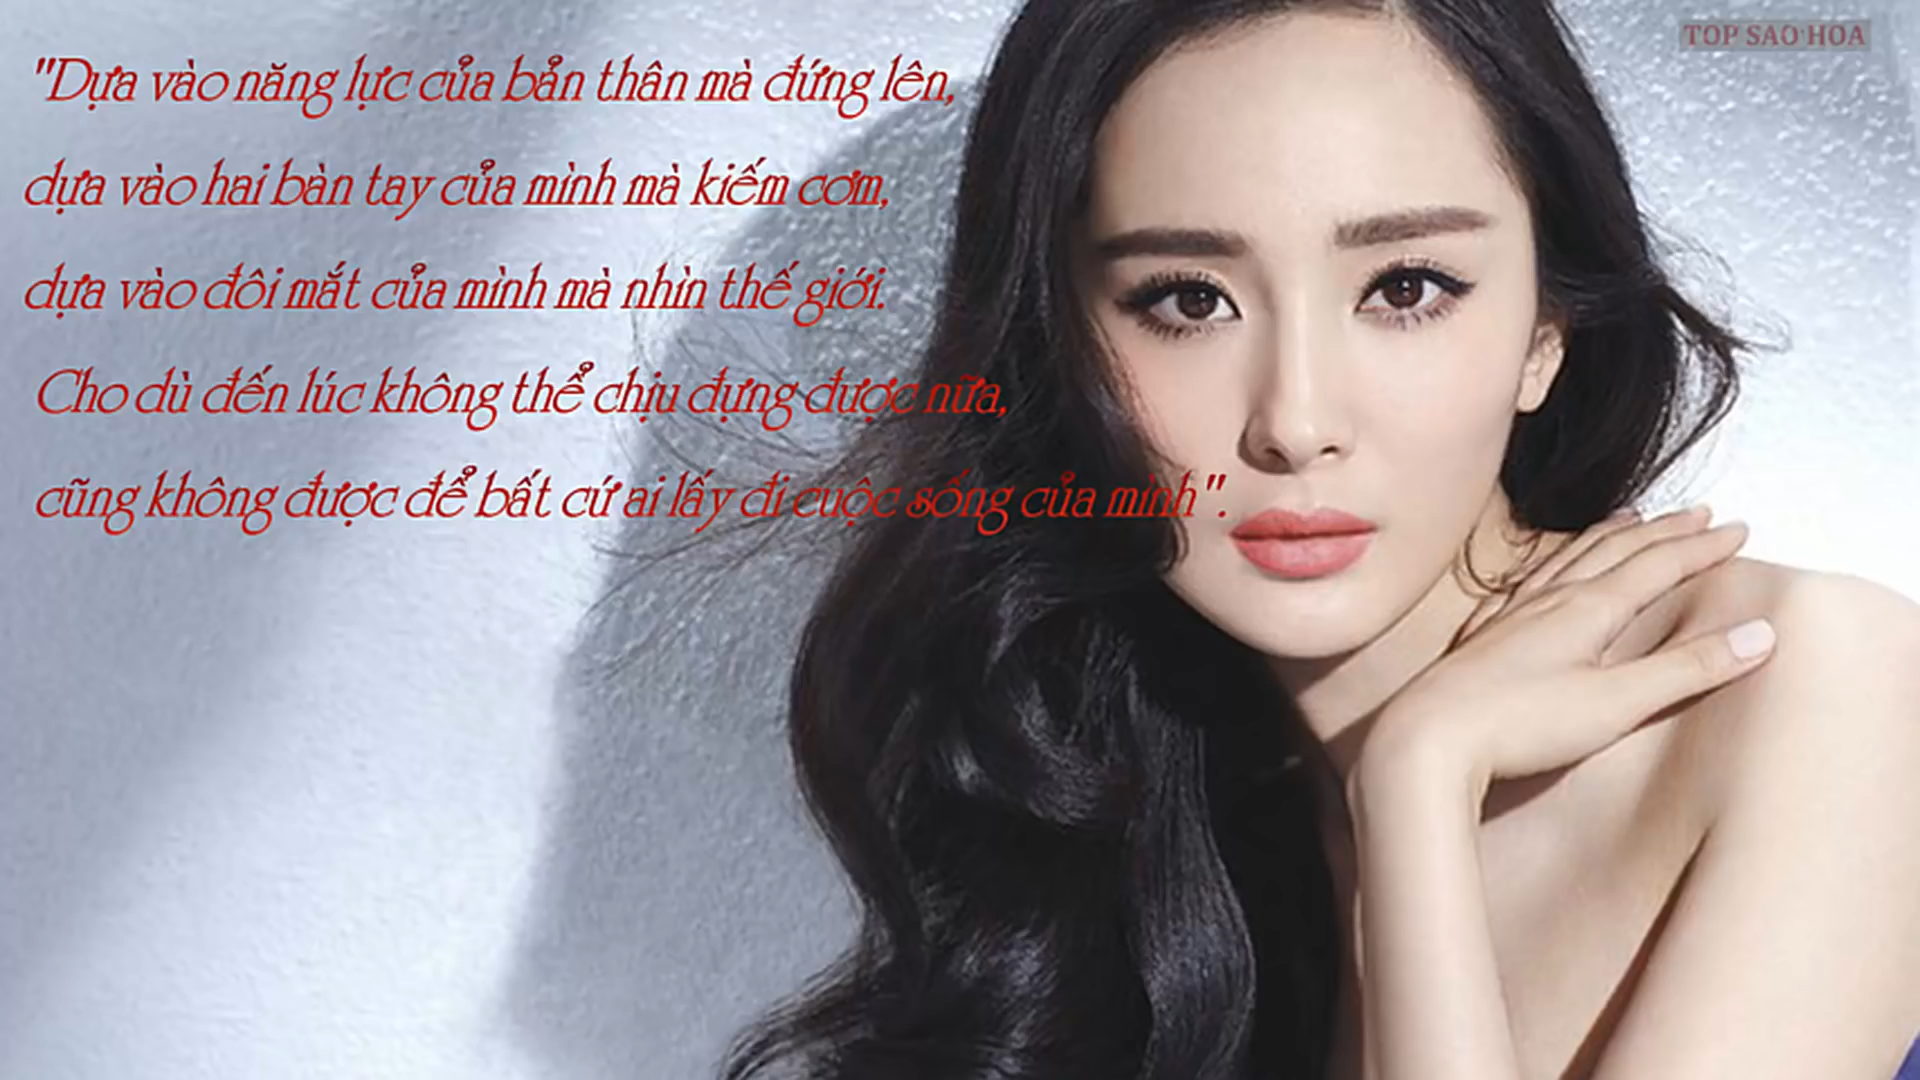 "Dựa vào năng lực của bản thân mà đứng lên,
dựa vào hai bàn tay của mình mà kiếm cơm,
dựa vào đôi mắt của mình mà nhìn thế giới.
Cho dù đến lúc không thể chịu đựng được nữa,
cũng không được để bất cứ ai lấy đi cuộc sống của mình".
TOP SAO HOA